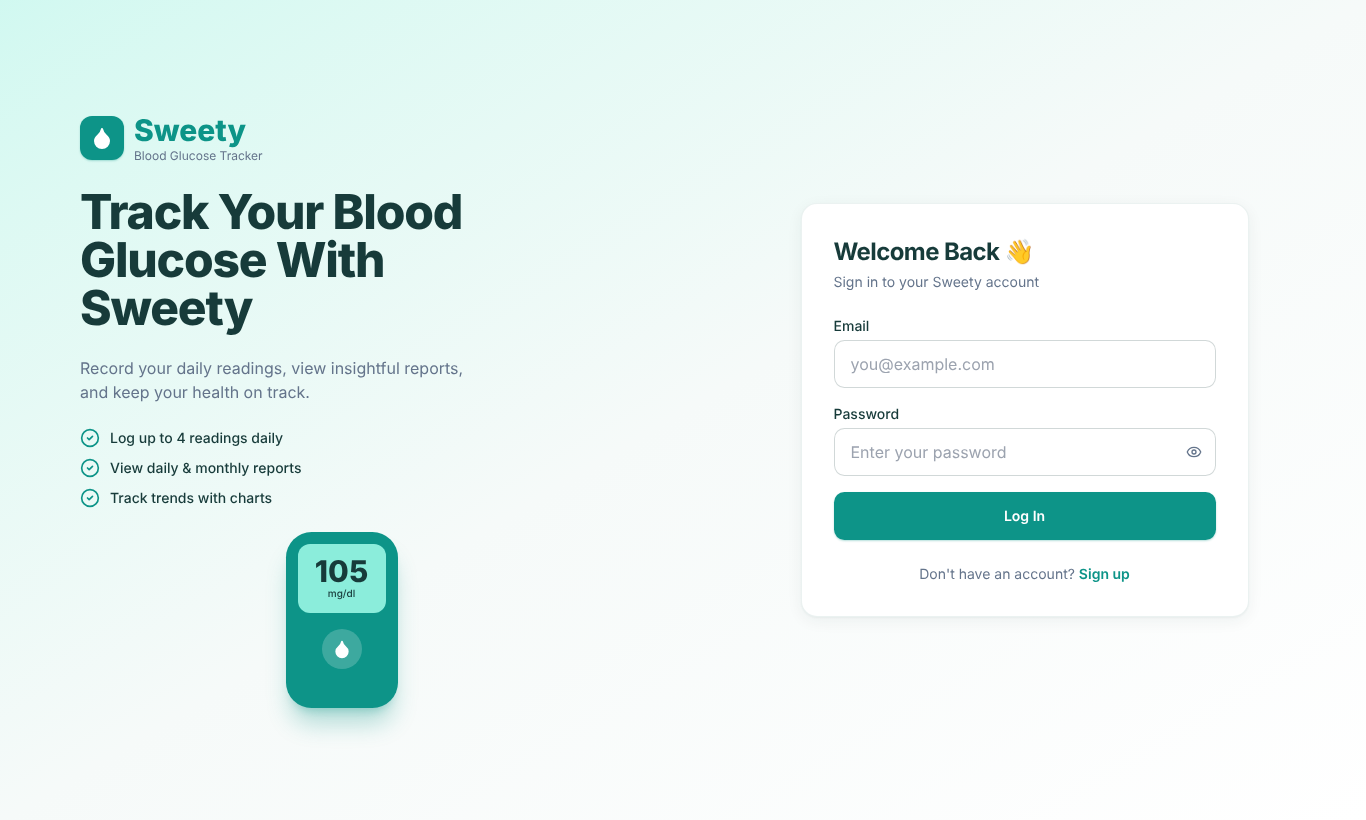 Sweety
Blood Glucose Tracker
Track Your Blood
Glucose With
Sweety
Record your daily readings, view insightful reports,
and keep your health on track.
Log up to 4 readings daily
View daily & monthly reports
Track trends with charts
105
mg/dl
Welcome Back 👋
Sign in to your Sweety account
Email
you@example.com
Password
Enter your password
Log In
Don't have an account? Sign up